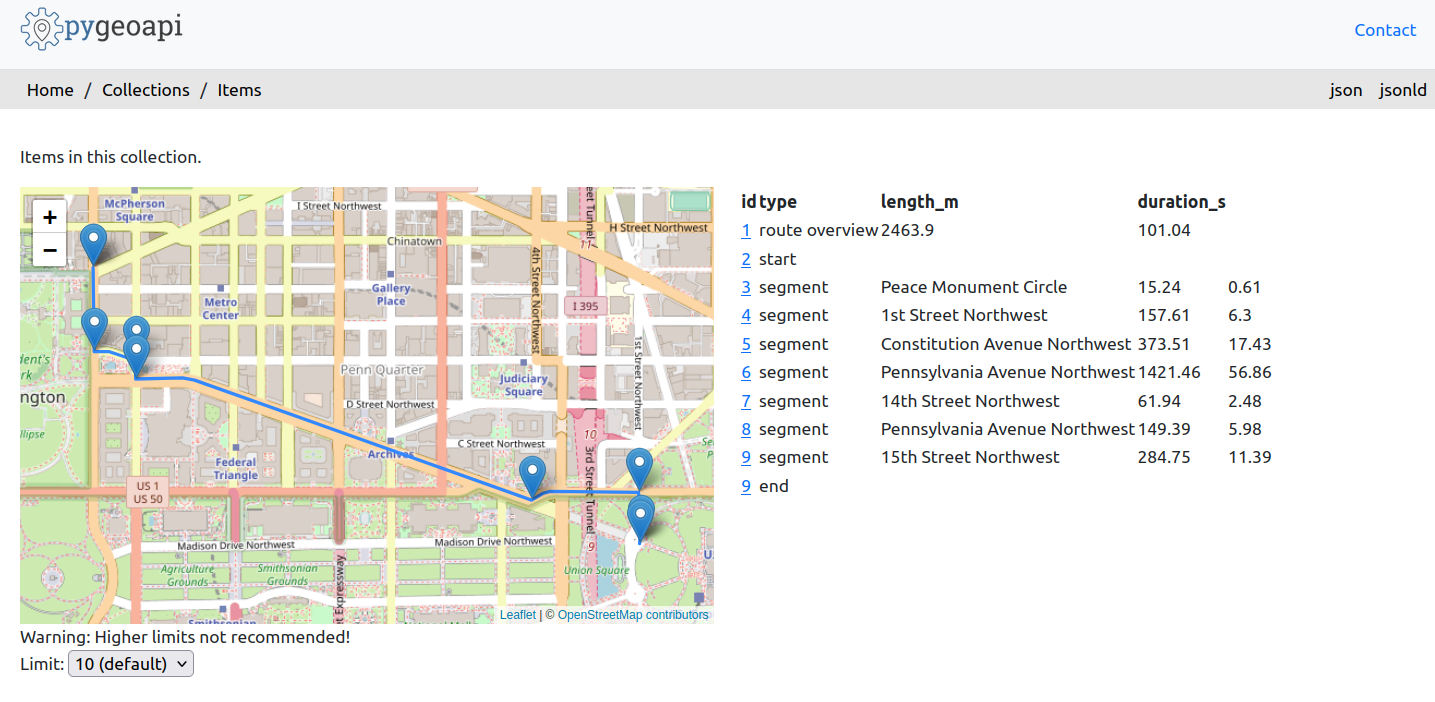 pygeoapi
Contact
Home / Collections / Items
json jsonld
Items in this collection.
+
−
McPherson
Square
I Street Northwest
Chinatown
H Street Northwest
11
4th Street Northwest
Gallery
Place
Metro
Center
I 395
dent's
rk
ngton
Penn Quarter
1st Street Northwest
Judiciary
Square
D Street Northwest
llipse
10
C Street Northwest
Archives
3rd Street Tunnel
Federal
Triangle
US 1
US 50
Madison Drive Northwest
Madison Drive Northwest
9
Agriculture
Grounds
Smithsonian
Grounds
Expressway
Union Square
Smithsonian
Leaflet | © OpenStreetMap contributors
id type length_m duration_s
1 route overview 2463.9 101.04
2 start
3 segment Peace Monument Circle 15.24 0.61
4 segment 1st Street Northwest 157.61 6.3
5 segment Constitution Avenue Northwest 373.51 17.43
6 segment Pennsylvania Avenue Northwest 1421.46 56.86
7 segment 14th Street Northwest 61.94 2.48
8 segment Pennsylvania Avenue Northwest 149.39 5.98
9 segment 15th Street Northwest 284.75 11.39
9 end
Warning: Higher limits not recommended!
Limit: 10 (default)